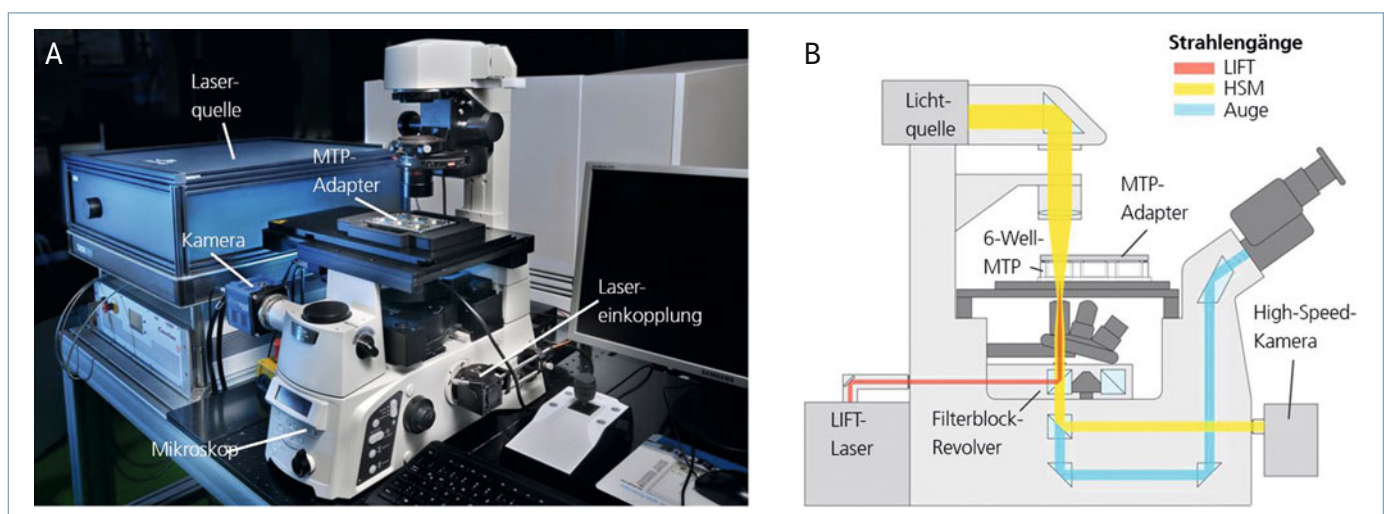 A
Laser-
quelle
MTP-
Adapter
Kamera
Laser-
einkopplung
Mikroskop
B
Strahlengänge
LIFT
HSM
Auge
Licht-
quelle
MTP-
Adapter
6-Well-
MTP
High-Speed-
Kamera
LIFT-
Laser
Filterblock-
Revolver